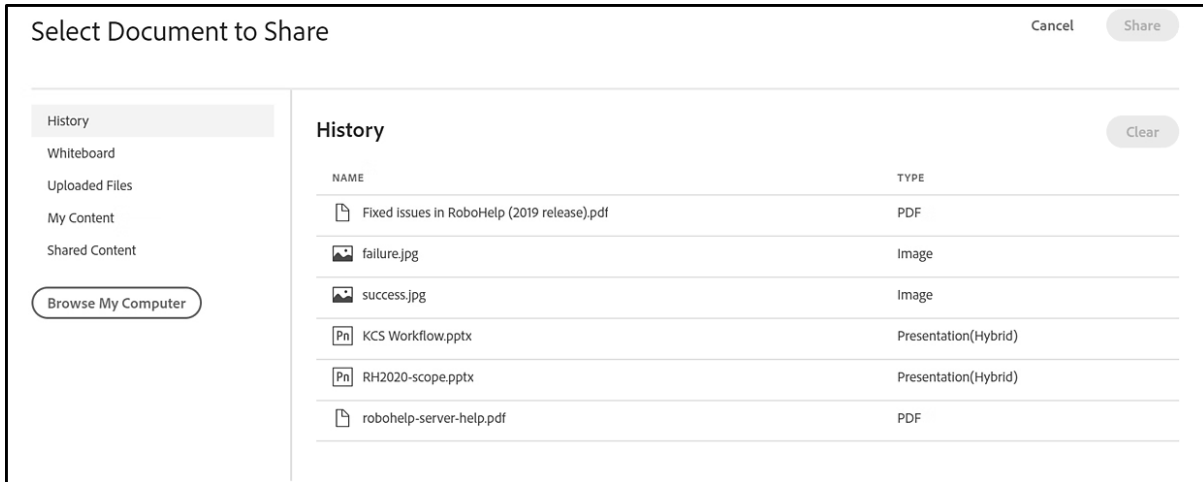 Select Document to Share
Cancel
Share
History
Whiteboard
Uploaded Files
My Content
Shared Content
Browse My Computer
History
Clear
NAME TYPE
Fixed issues in RoboHelp (2019 release).pdf PDF
failure.jpg Image
success.jpg Image
Pn KCS Workflow.pptx Presentation(Hybrid)
Pn RH2020-scope.pptx Presentation(Hybrid)
robohelp-server-help.pdf PDF